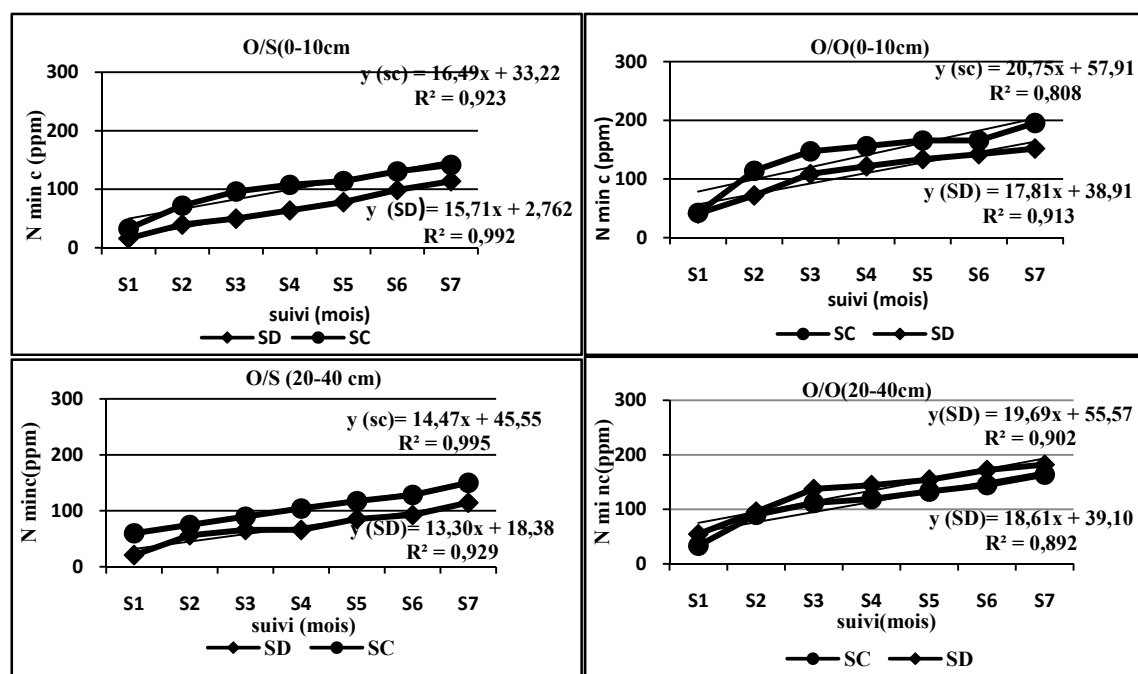 O/S(0-10cm
y (sc) = 16,49x + 33,22
R² = 0,923
y (SD) = 15,71x + 2,762
R² = 0,992
N min c (ppm)
300
200
100
0
S1 S2 S3 S4 S5 S6 S7
suivi (mois)
SD SC
O/O(0-10cm)
y (sc) = 20,75x + 57,91
R² = 0,808
y (SD) = 17,81x + 38,91
R² = 0,913
N min c (ppm)
300
200
100
0
S1 S2 S3 S4 S5 S6 S7
suivi (mois)
SC SD
O/S (20-40 cm)
y (sc)= 14,47x + 45,55
R² = 0,995
y (SD)= 13,30x + 18,38
R² = 0,929
N minc(ppm)
300
200
100
0
S1 S2 S3 S4 S5 S6 S7
suivi (mois)
SD SC
O/O(20-40cm)
y(SD) = 19,69x + 55,57
R² = 0,902
y (SD)= 18,61x + 39,10
R² = 0,892
N mi nc(ppm)
300
200
100
0
S1 S2 S3 S4 S5 S6 S7
suivi(mois)
SC SD